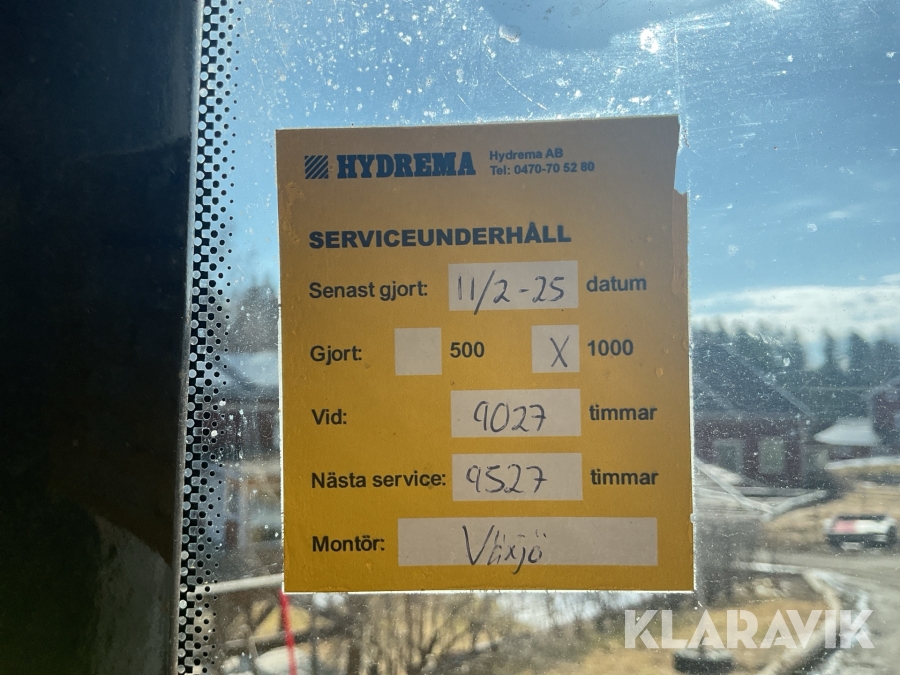 HYDREMA Hydrema AB
Tel: 0470-70 52 80
SERVICEUNDERHÅLL
Senast gjort: 11/2-25 datum
Gjort: 500 X 1000
Vid: 9027 timmar
Nästa service: 9527 timmar
Montör: Växjö
KLARAVIK